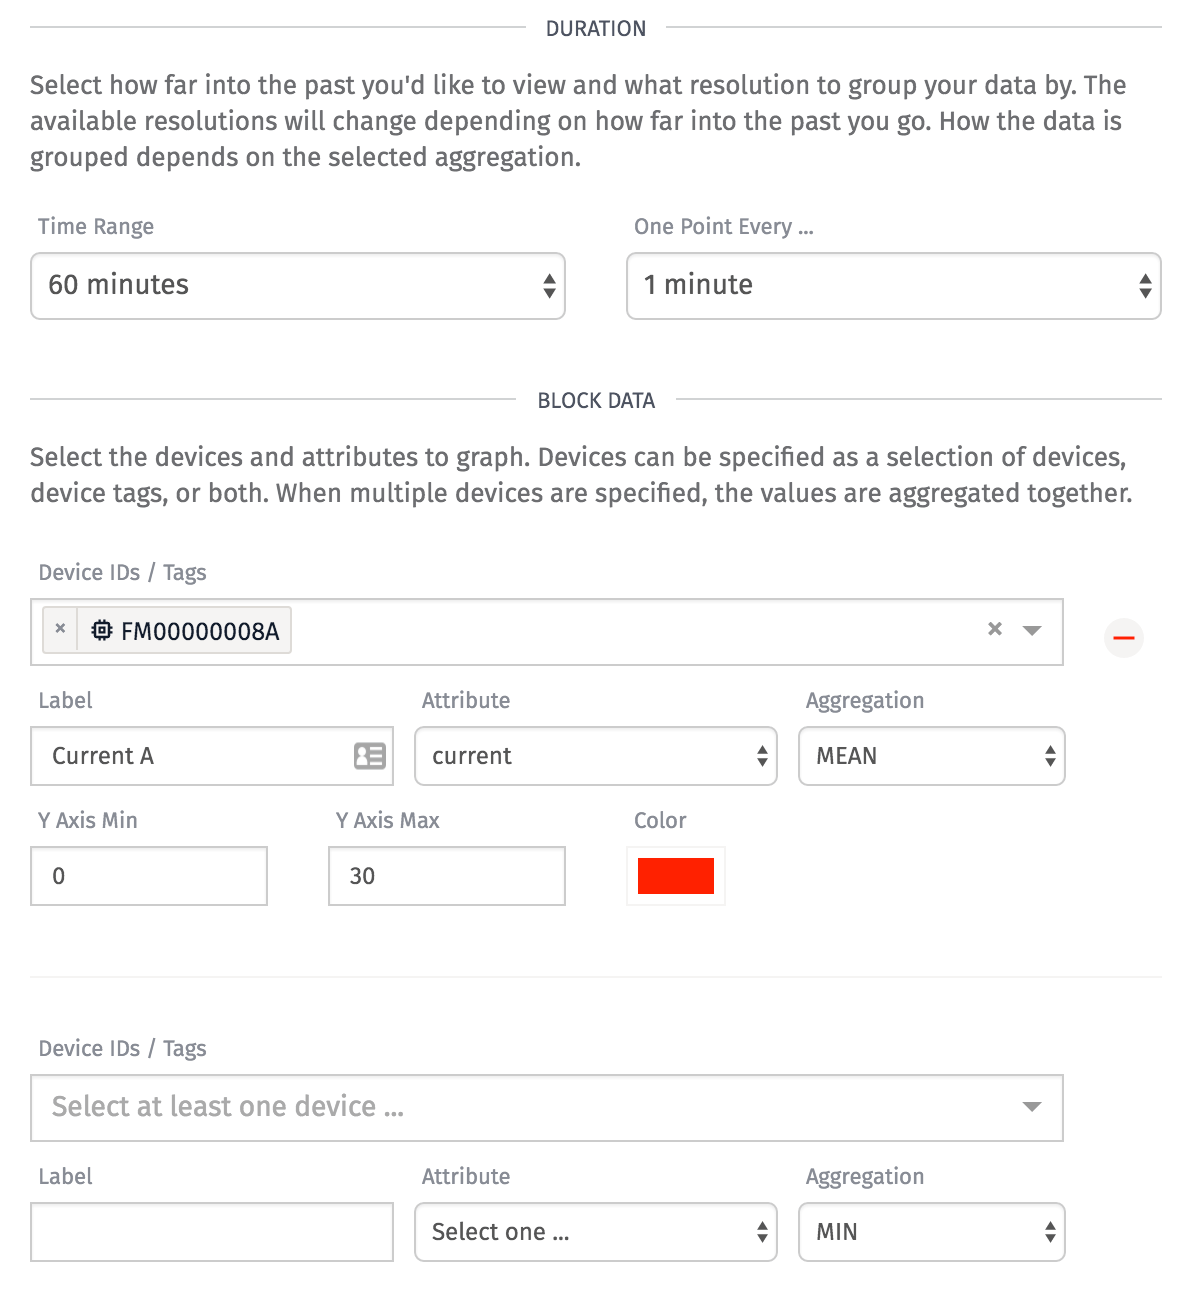 DURATION
Select how far into the past you'd like to view and what resolution to group your data by. The
available resolutions will change depending on how far into the past you go. How the data is
grouped depends on the selected aggregation.
Time Range
One Point Every ...
60 minutes
1 minute
BLOCK DATA
Select the devices and attributes to graph. Devices can be specified as a selection of devices,
device tags, or both. When multiple devices are specified, the values are aggregated together.
Device IDs / Tags
× FM00000008A ×
Label
Attribute
Aggregation
Current A
current
MEAN
Y Axis Min
Y Axis Max
Color
0
30
Device IDs / Tags
Select at least one device ...
Label
Attribute
Aggregation
Select one ...
MIN